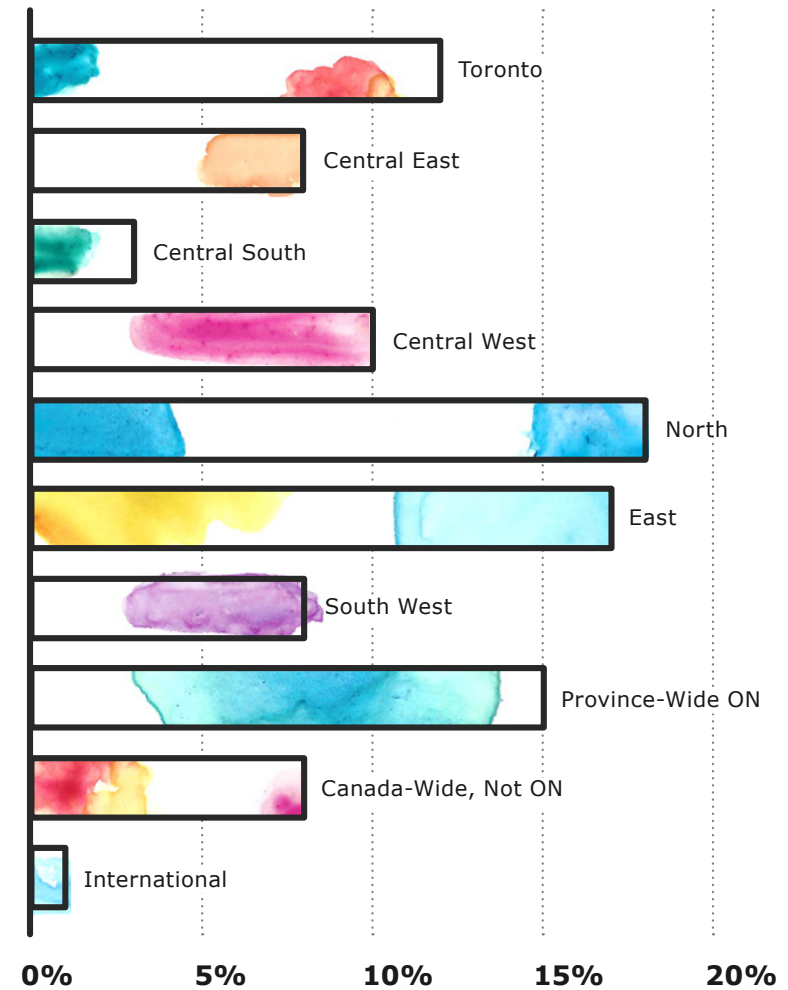 Toronto
Central East
Central South
Central West
North
East
South West
Province-Wide ON
Canada-Wide, Not ON
International
0% 5% 10% 15% 20%